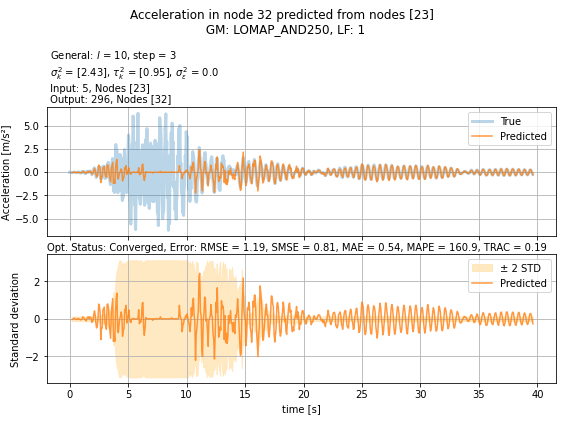 Acceleration in node 32 predicted from nodes [23]
GM: LOMAP_AND250, LF: 1
General: l = 10, step = 3
σ²ₖ = [2.43], τ²ₖ = [0.95], σ²ε = 0.0
Input: 5, Nodes [23]
Output: 296, Nodes [32]
Acceleration [m/s²]
5.0
2.5
0.0
−2.5
−5.0
True
Predicted
Opt. Status: Converged, Error: RMSE = 1.19, SMSE = 0.81, MAE = 0.54, MAPE = 160.9, TRAC = 0.19
Standard deviation
2
0
−2
± 2 STD
Predicted
0 5 10 15 20 25 30 35 40
time [s]